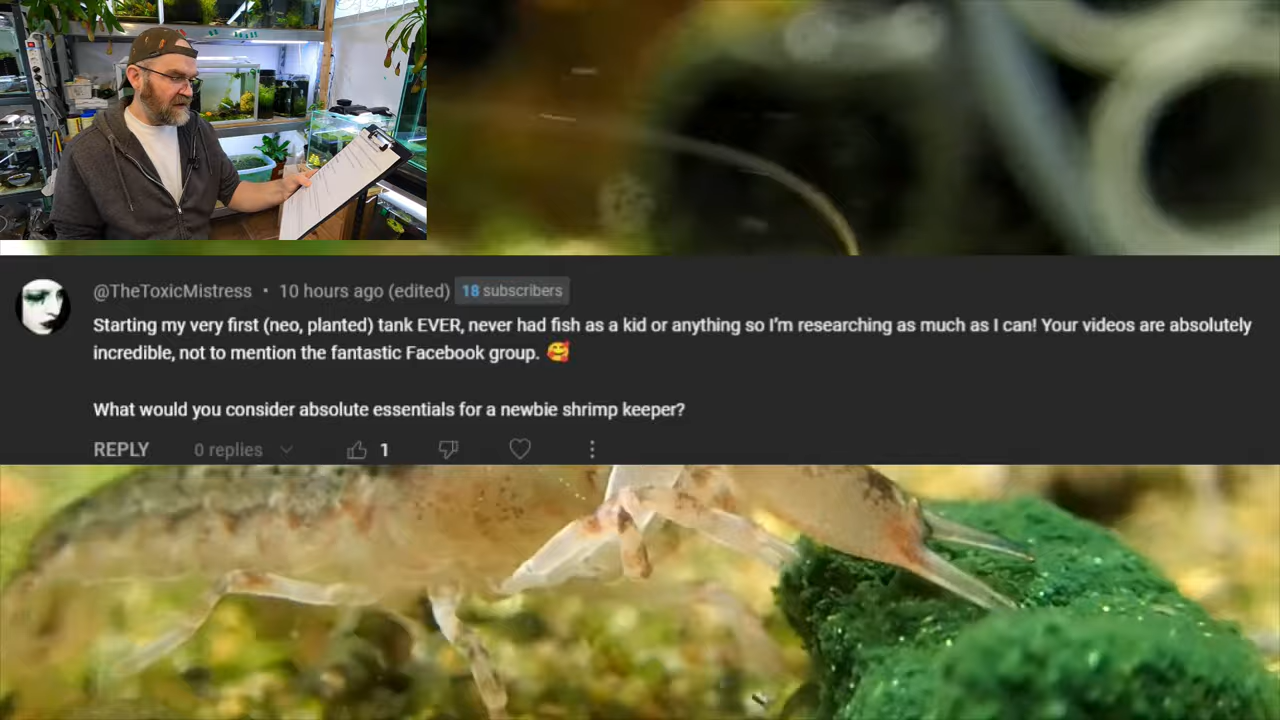 @TheToxicMistress • 10 hours ago (edited) 18 subscribers
Starting my very first (neo, planted) tank EVER, never had fish as a kid or anything so I'm researching as much as I can! Your videos are absolutely
incredible, not to mention the fantastic Facebook group. 🥰
What would you consider absolute essentials for a newbie shrimp keeper?
REPLY 0 replies 1